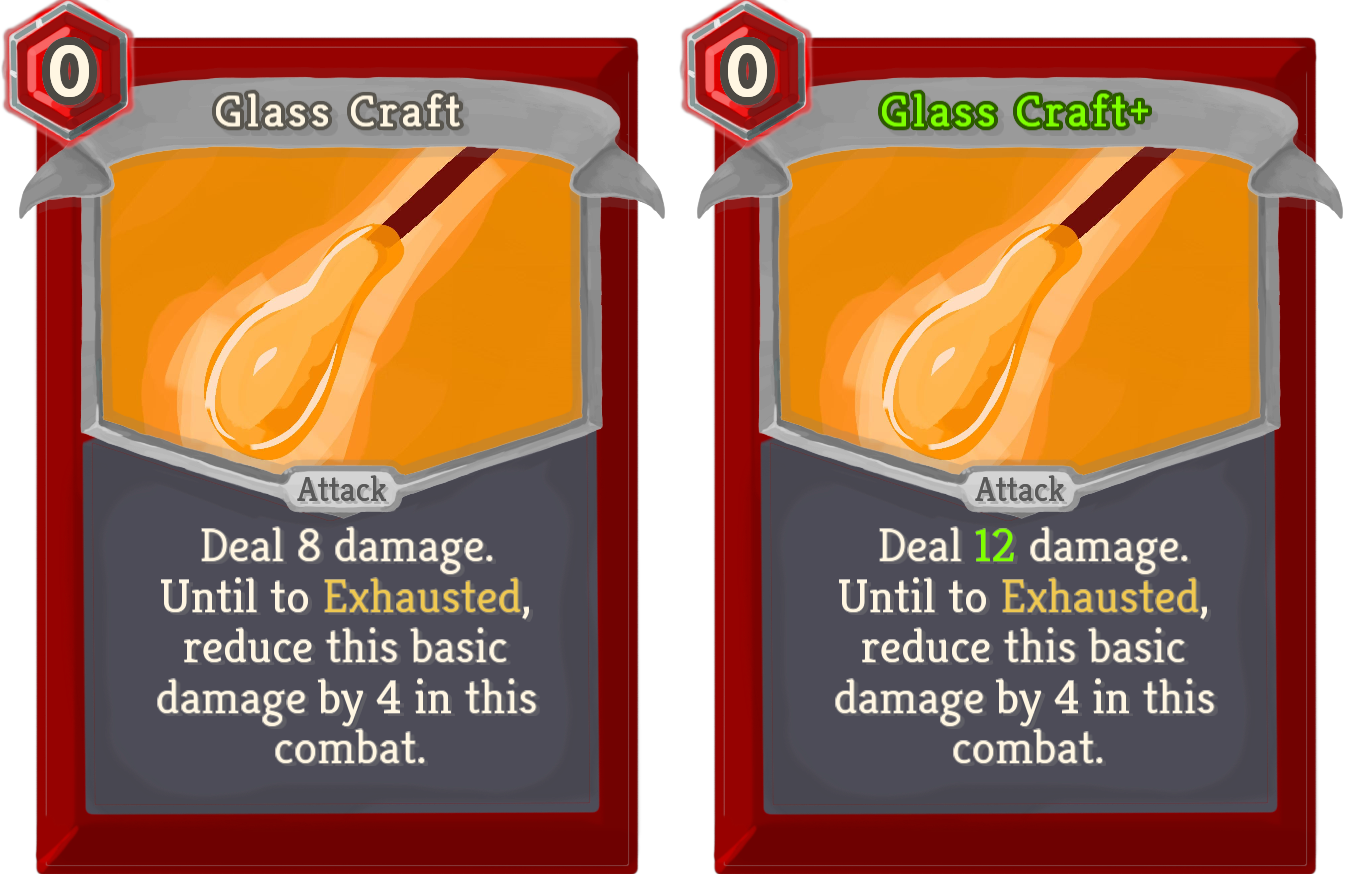 0
Glass Craft
Attack
Deal 8 damage.
Until to Exhausted,
reduce this basic
damage by 4 in this
combat.
0
Glass Craft+
Attack
Deal 12 damage.
Until to Exhausted,
reduce this basic
damage by 4 in this
combat.